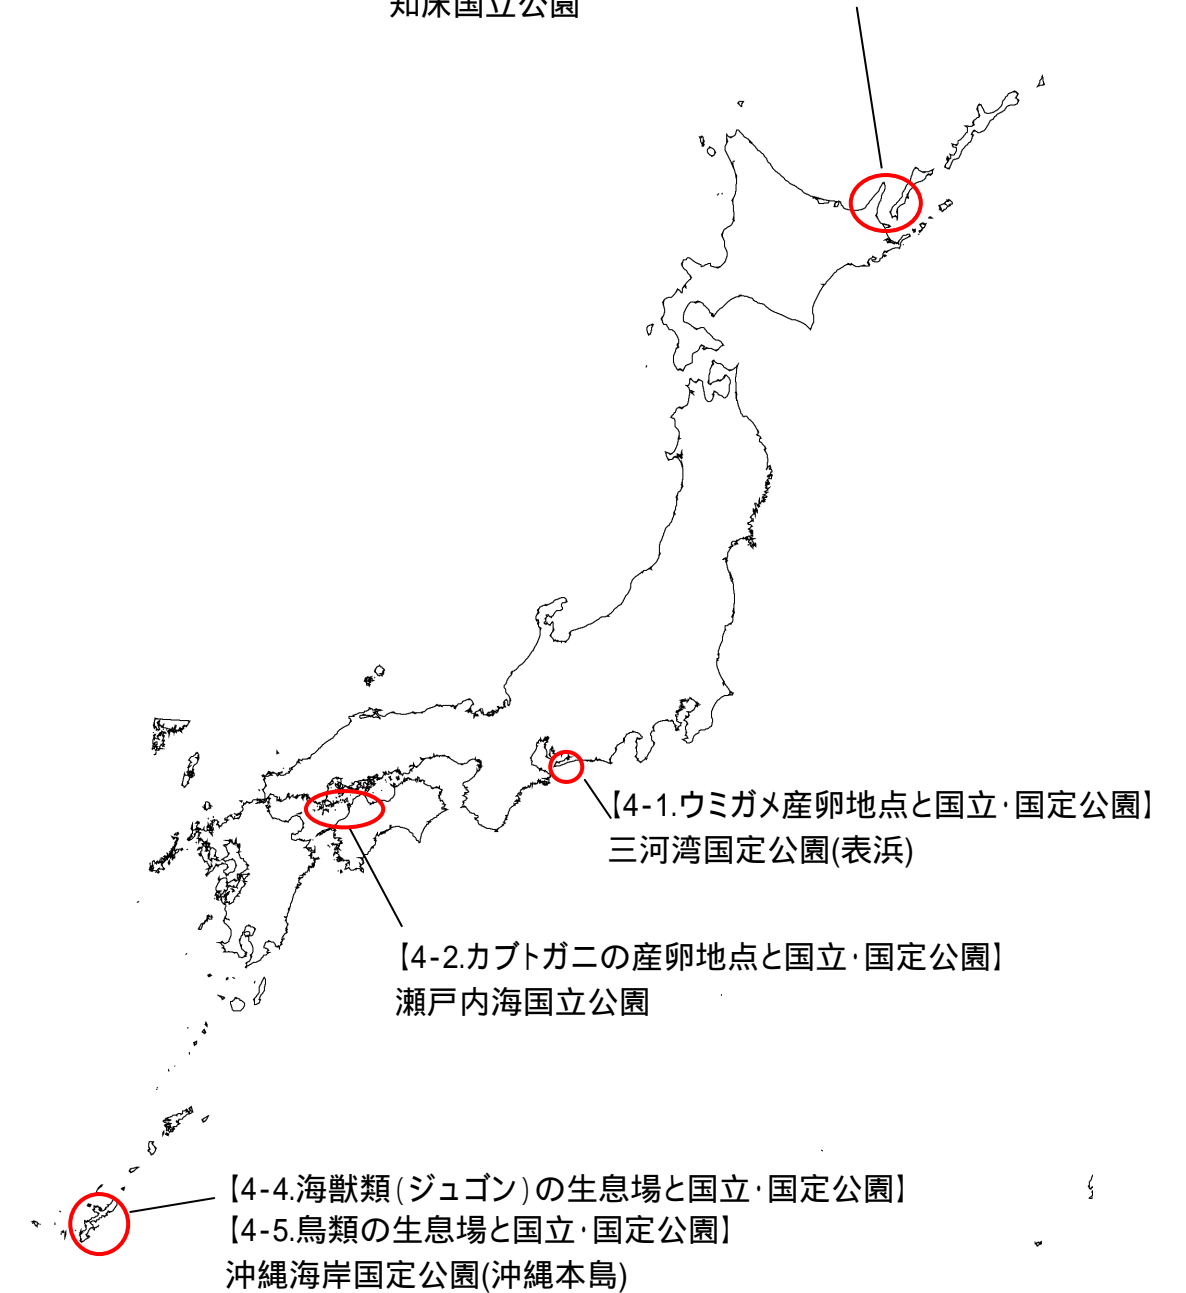 知床国立公園
【4-1.ウミガメ産卵地点と国立･国定公園】
三河湾国定公園(表浜)
【4-2.カブトガニの産卵地点と国立･国定公園】
瀬戸内海国立公園
【4-4.海獣類(ジュゴン)の生息場と国立･国定公園】
【4-5.鳥類の生息場と国立･国定公園】
沖縄海岸国定公園(沖縄本島)